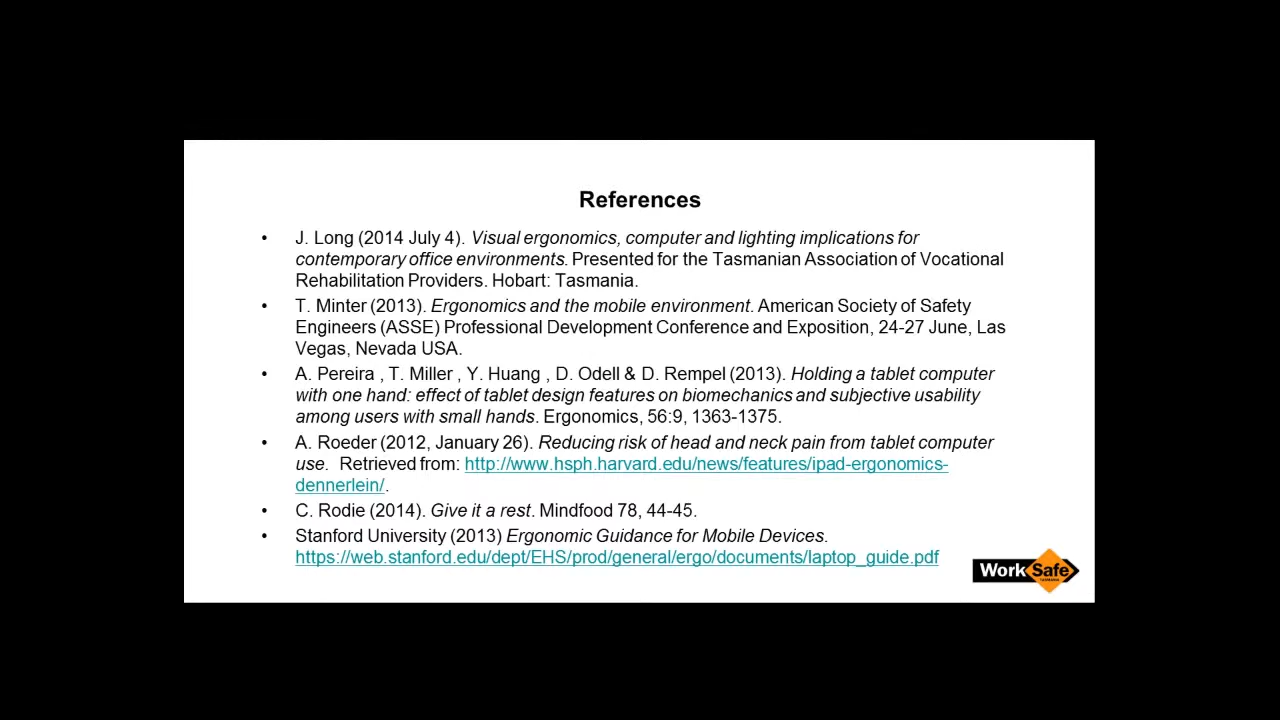 References
• J. Long (2014 July 4). Visual ergonomics, computer and lighting implications for
contemporary office environments. Presented for the Tasmanian Association of Vocational
Rehabilitation Providers. Hobart: Tasmania.
• T. Minter (2013). Ergonomics and the mobile environment. American Society of Safety
Engineers (ASSE) Professional Development Conference and Exposition, 24-27 June, Las
Vegas, Nevada USA.
• A. Pereira , T. Miller , Y. Huang , D. Odell & D. Rempel (2013). Holding a tablet computer
with one hand: effect of tablet design features on biomechanics and subjective usability
among users with small hands. Ergonomics, 56:9, 1363-1375.
• A. Roeder (2012, January 26). Reducing risk of head and neck pain from tablet computer
use. Retrieved from: http://www.hsph.harvard.edu/news/features/ipad-ergonomics-
dennerlein/.
• C. Rodie (2014). Give it a rest. Mindfood 78, 44-45.
• Stanford University (2013) Ergonomic Guidance for Mobile Devices.
https://web.stanford.edu/dept/EHS/prod/general/ergo/documents/laptop_guide.pdf
WorkSafe
TASMANIA